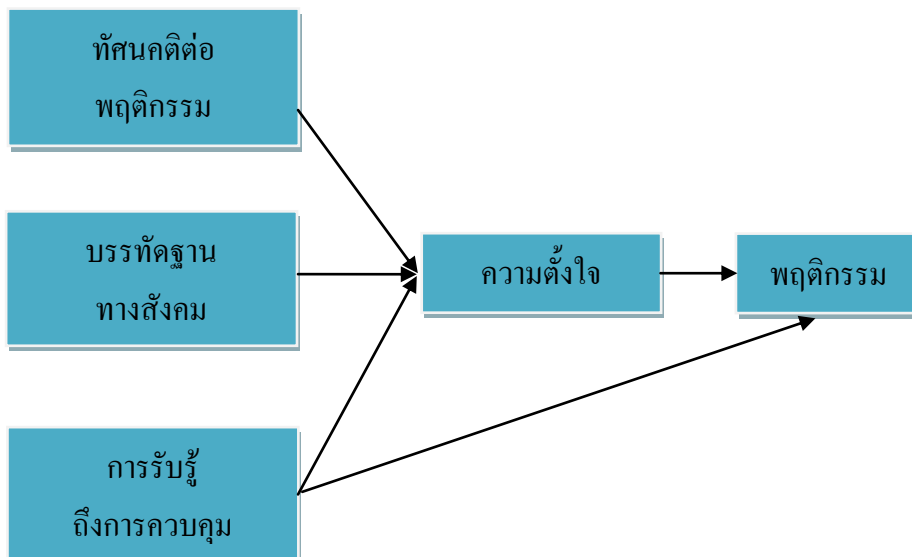 ทัศนคติต่อ
พฤติกรรม
บรรทัดฐาน
ทางสังคม
ความตั้งใจ
พฤติกรรม
การรับรู้
ถึงการควบคุม